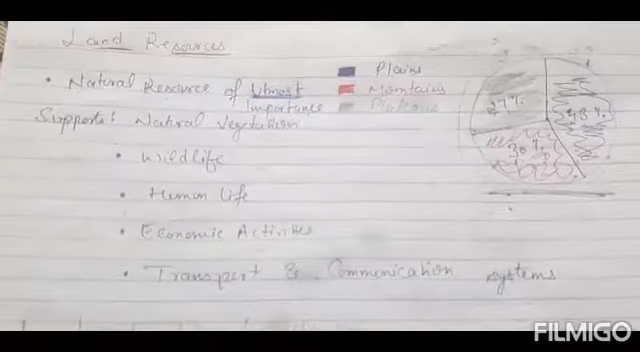 Land Resources
• Natural Resource of Utmost Importance
Supports: Natural Vegetation
• Wildlife
• Human life
• Economic Activities
• Transport & Communication systems
Plains
Mountains
Plateaus
27%
43%
30%
FILMIGO